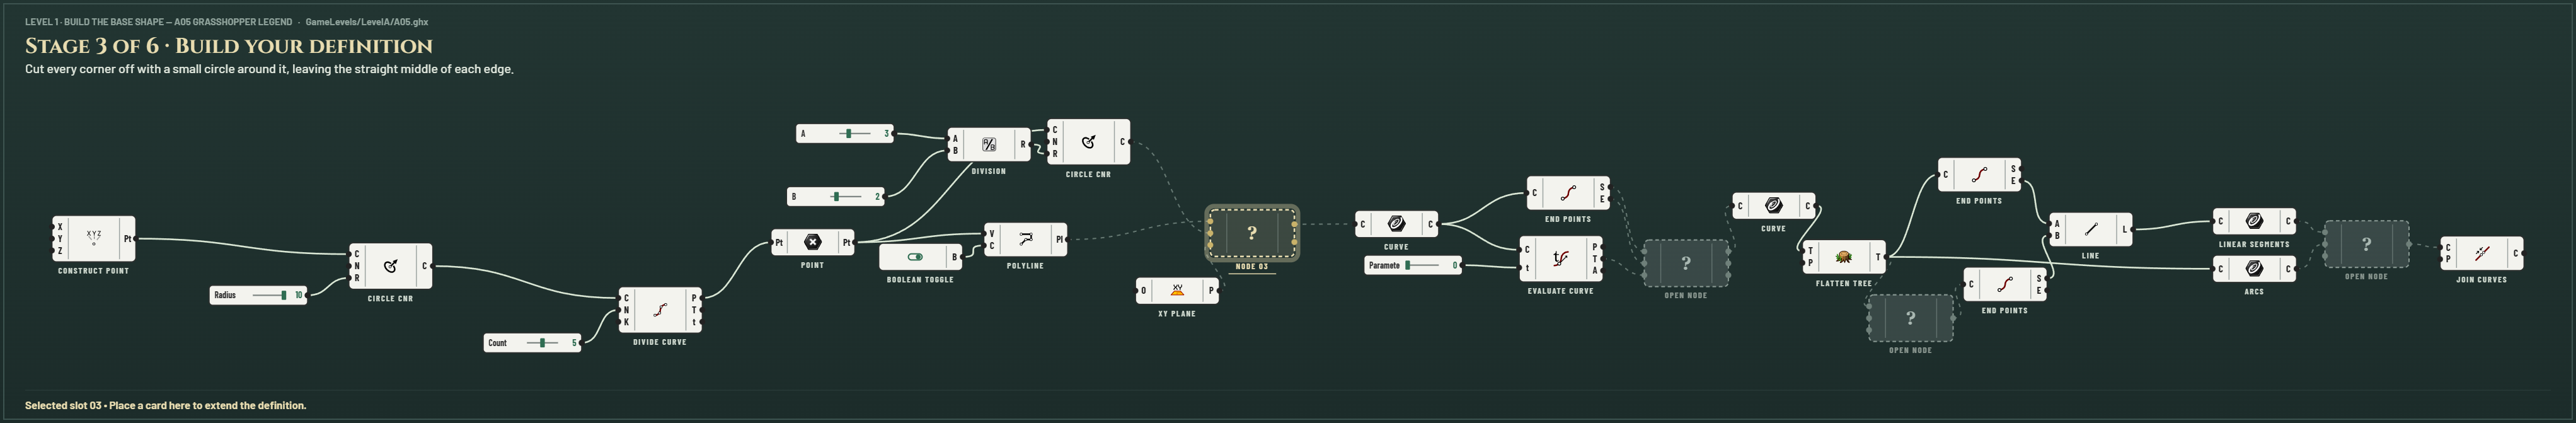 LEVEL 1 · BUILD THE BASE SHAPE — A05 GRASSHOPPER LEGEND · GameLevels/LevelA/A05.ghx
STAGE 3 OF 6 · BUILD YOUR DEFINITION
Cut every corner off with a small circle around it, leaving the straight middle of each edge.
X
Y
Z
XYZ
Pt
CONSTRUCT POINT
Radius 10
C
N
R
C
CIRCLE CNR
Count 5
C
N
K
P
T
t
DIVIDE CURVE
Pt
Pt
POINT
A 3
B 2
A
B
A/B
R
DIVISION
C
N
R
C
CIRCLE CNR
B
BOOLEAN TOGGLE
V
C
Pl
POLYLINE
O
XY
P
XY PLANE
?
NODE 03
C
C
CURVE
Paramete 0
C
S
E
END POINTS
C
t
t
P
T
A
EVALUATE CURVE
?
OPEN NODE
C
C
CURVE
T
P
T
FLATTEN TREE
?
OPEN NODE
C
S
E
END POINTS
C
S
E
END POINTS
A
B
L
LINE
C
C
LINEAR SEGMENTS
C
C
ARCS
?
OPEN NODE
C
P
C
JOIN CURVES
Selected slot 03 • Place a card here to extend the definition.